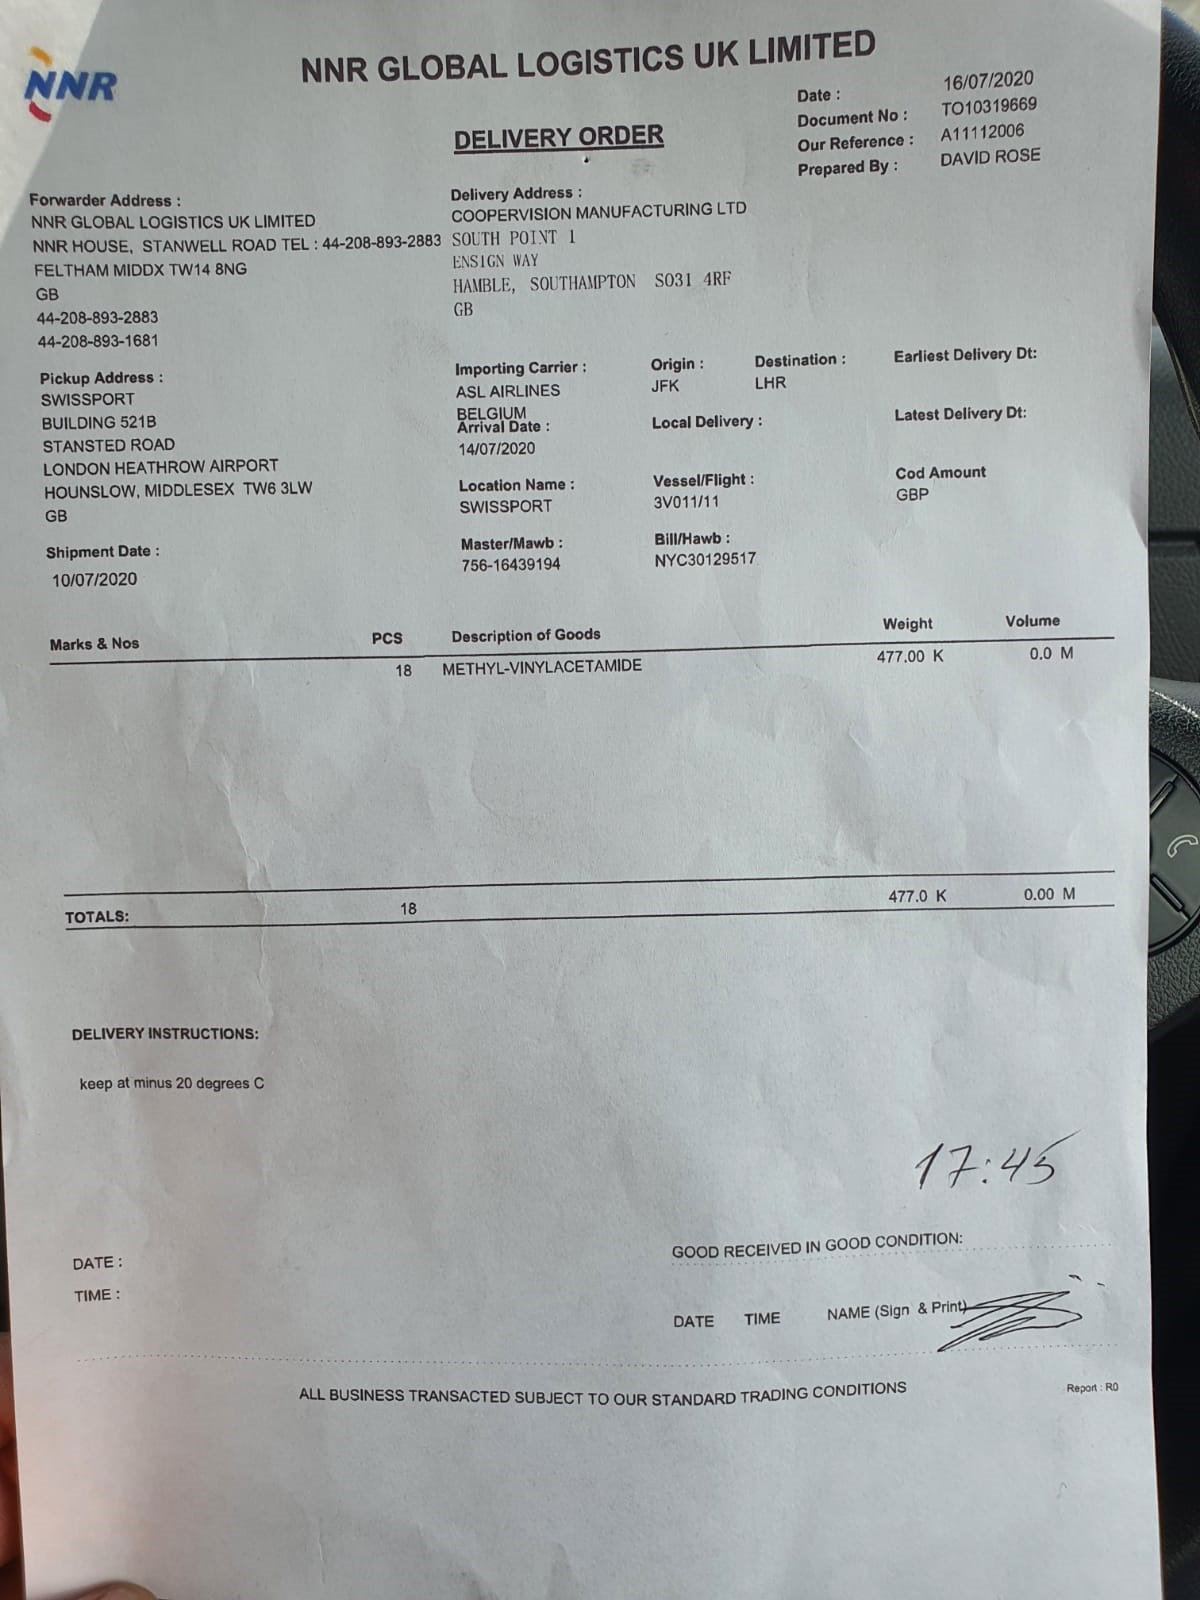 NNR
NNR GLOBAL LOGISTICS UK LIMITED
DELIVERY ORDER
Date : 16/07/2020
Document No : TO10319669
Our Reference : A11112006
Prepared By : DAVID ROSE
Forwarder Address :
NNR GLOBAL LOGISTICS UK LIMITED
NNR HOUSE, STANWELL ROAD TEL : 44-208-893-2883
FELTHAM MIDDX TW14 8NG
GB
44-208-893-2883
44-208-893-1681
Delivery Address :
COOPERVISION MANUFACTURING LTD
SOUTH POINT 1
ENSIGN WAY
HAMBLE, SOUTHAMPTON SO31 4RF
GB
Pickup Address :
SWISSPORT
BUILDING 521B
STANSTED ROAD
LONDON HEATHROW AIRPORT
HOUNSLOW, MIDDLESEX TW6 3LW
GB
Shipment Date :
10/07/2020
Importing Carrier :
ASL AIRLINES
BELGIUM
Arrival Date :
14/07/2020
Location Name :
SWISSPORT
Master/Mawb :
756-16439194
Origin :
JFK
Destination :
LHR
Local Delivery :
Vessel/Flight :
3V011/11
Bill/Hawb :
NYC30129517
Earliest Delivery Dt:
Latest Delivery Dt:
Cod Amount
GBP
Marks & Nos PCS Description of Goods Weight Volume
18 METHYL-VINYLACETAMIDE 477.00 K 0.0 M
TOTALS: 18 477.0 K 0.00 M
DELIVERY INSTRUCTIONS:
keep at minus 20 degrees C
17:45
DATE :
TIME :
GOOD RECEIVED IN GOOD CONDITION:
DATE TIME NAME (Sign & Print)
ALL BUSINESS TRANSACTED SUBJECT TO OUR STANDARD TRADING CONDITIONS
Report : R0